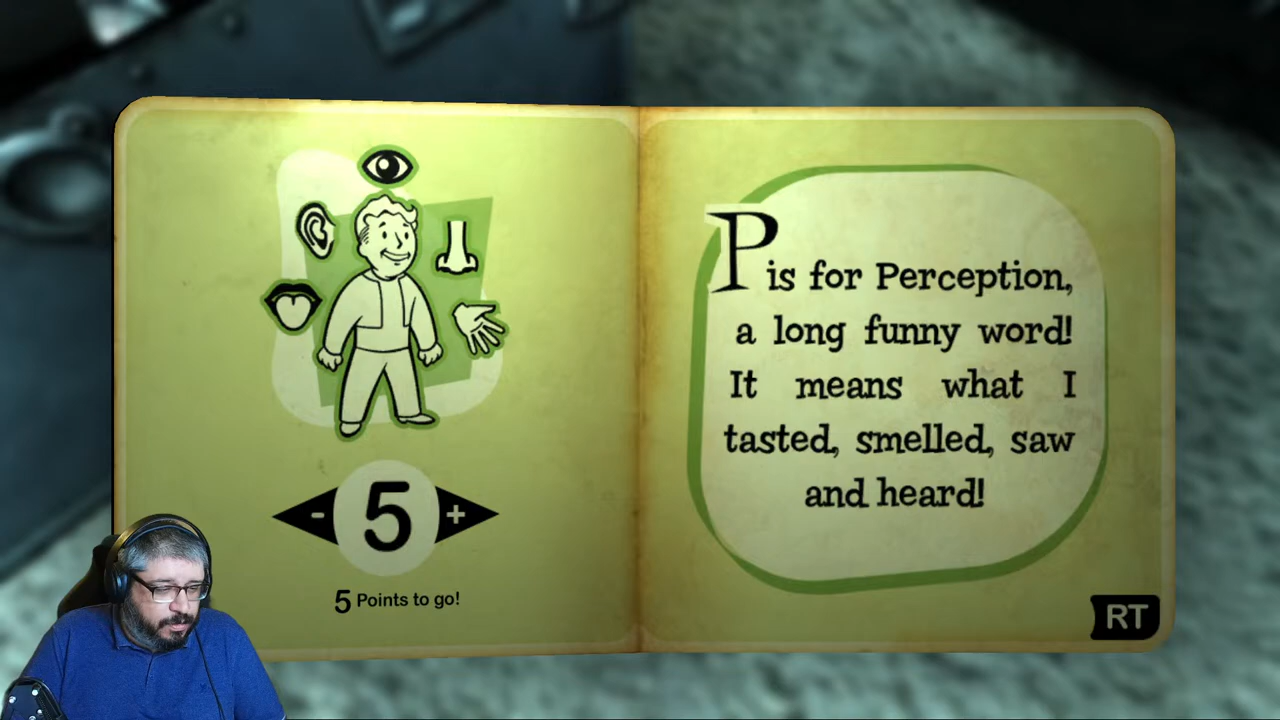 - 5 +
5 Points to go!
P is for Perception,
a long funny word!
It means what I
tasted, smelled, saw
and heard!
RT